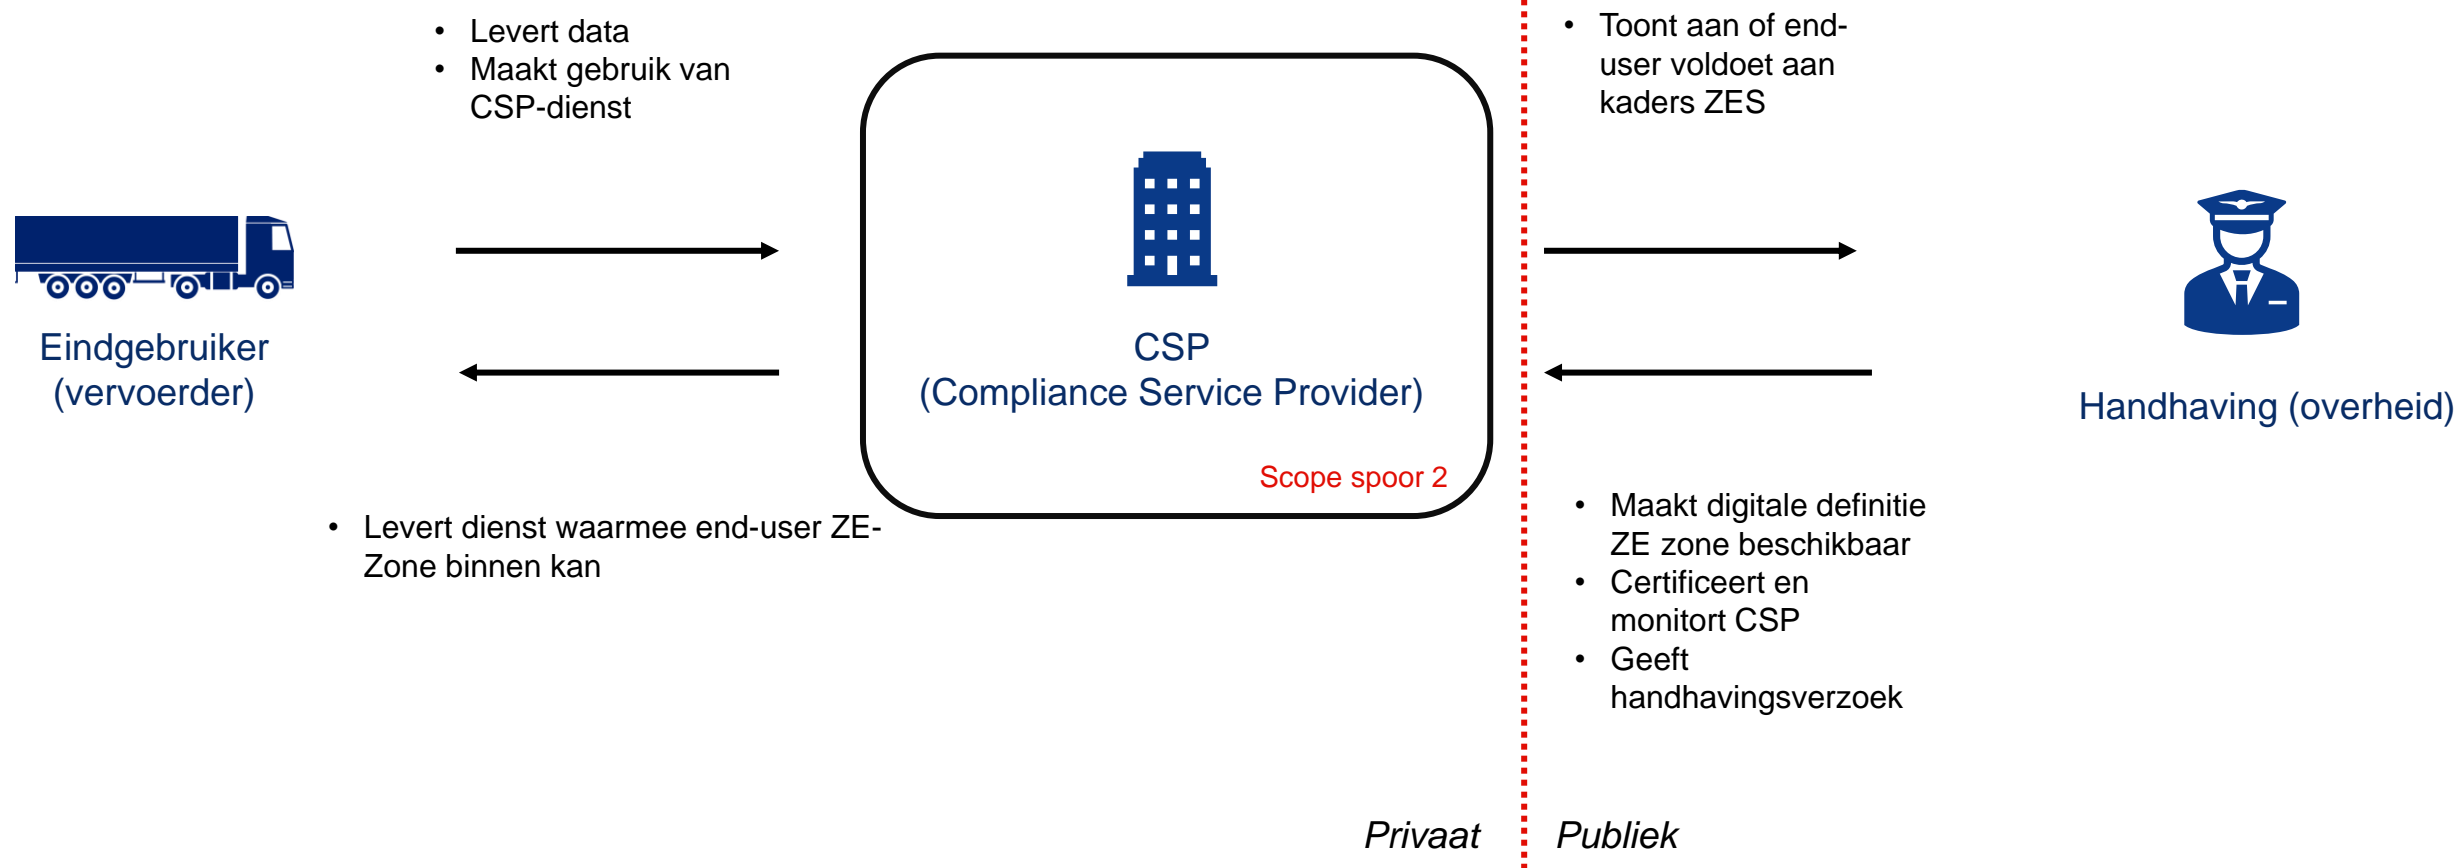 • Levert data
• Maakt gebruik van
CSP-dienst
• Toont aan of end-
user voldoet aan
kaders ZES
Eindgebruiker
(vervoerder)
CSP
(Compliance Service Provider)
Scope spoor 2
Handhaving (overheid)
• Levert dienst waarmee end-user ZE-
Zone binnen kan
• Maakt digitale definitie
ZE zone beschikbaar
• Certificeert en
monitort CSP
• Geeft
handhavingsverzoek
Privaat
Publiek